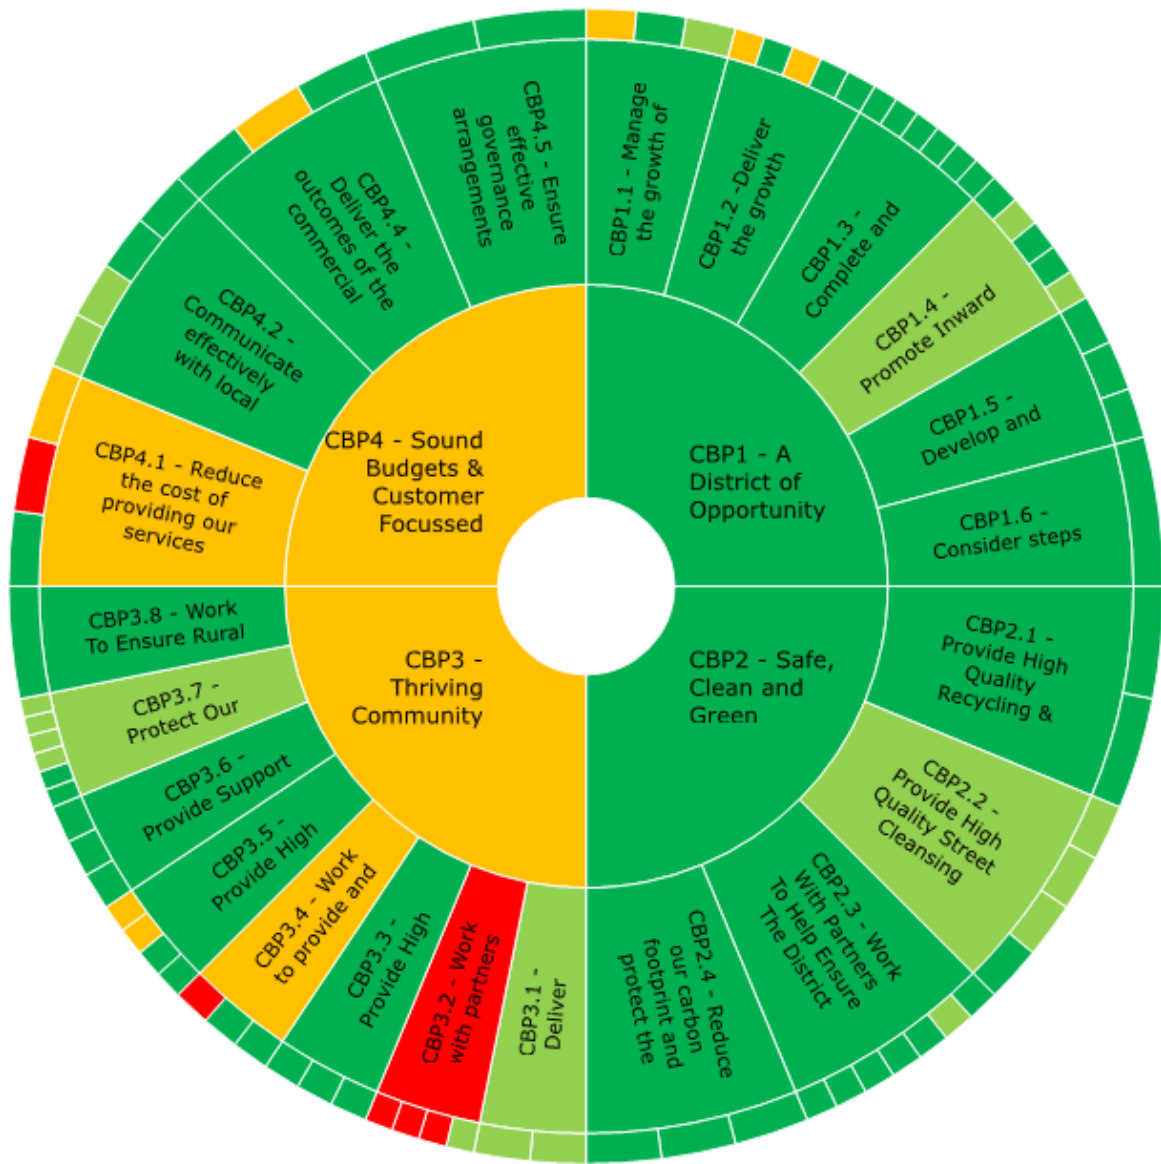 CBP1 - A
District of
Opportunity
CBP1.1 - Manage
the growth of
CBP1.2 -Deliver
the growth
CBP1.3 -
Complete and
CBP1.4 -
Promote Inward
CBP1.5 -
Develop and
CBP1.6 -
Consider steps
CBP2 - Safe,
Clean and
Green
CBP2.1 -
Provide High
Quality
Recycling &
CBP2.2 -
Provide High
Quality Street
Cleansing
CBP2.3 - Work
With Partners
To Help Ensure
The District
CBP2.4 - Reduce
our carbon
footprint and
protect the
CBP3 -
Thriving
Community
CBP3.1 -
Deliver
CBP3.2 - Work
with partners
CBP3.3 -
Provide High
CBP3.4 - Work
to provide and
CBP3.5 -
Provide High
CBP3.6 -
Provide Support
CBP3.7 -
Protect Our
CBP3.8 - Work
To Ensure Rural
CBP4 - Sound
Budgets &
Customer
Focussed
CBP4.1 - Reduce
the cost of
providing our
services
CBP4.2 -
Communicate
effectively
with local
CBP4.4 -
Deliver the
outcomes of the
commercial
CBP4.5 - Ensure
effective
governance
arrangements